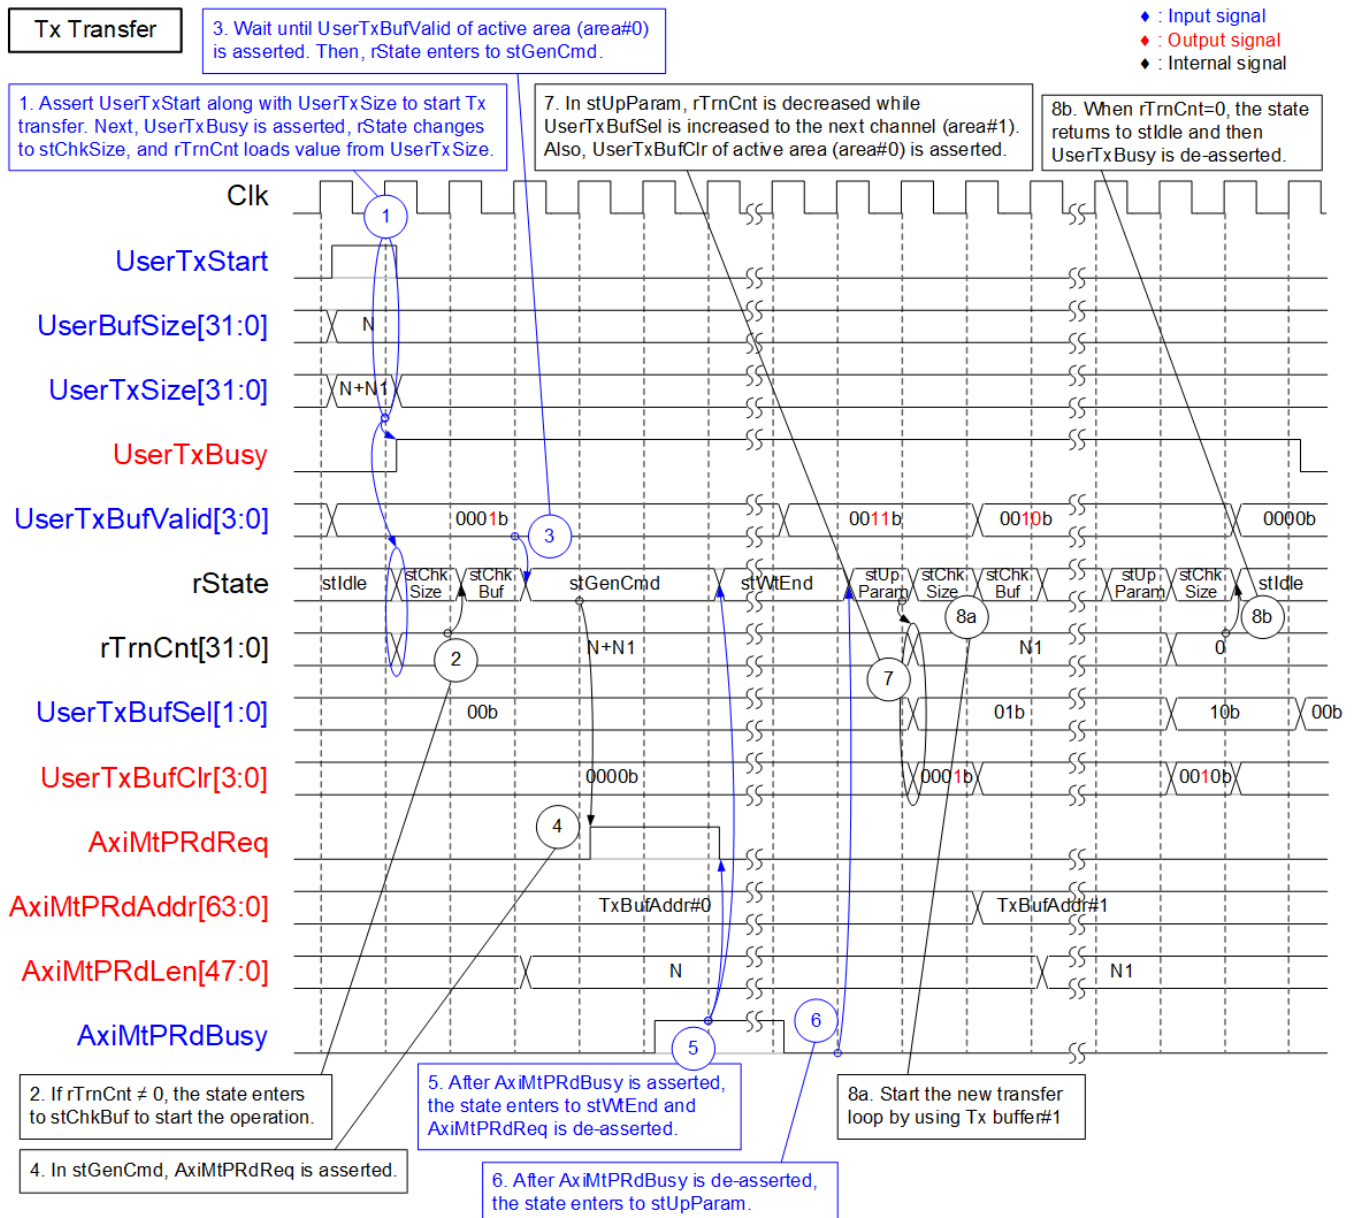 Tx Transfer
3. Wait until UserTxBufValid of active area (area#0)
is asserted. Then, rState enters to stGenCmd.
♦ : Input signal
♦ : Output signal
♦ : Internal signal
1. Assert UserTxStart along with UserTxSize to start Tx
transfer. Next, UserTxBusy is asserted, rState changes
to stChkSize, and rTrnCnt loads value from UserTxSize.
7. In stUpParam, rTrnCnt is decreased while
UserTxBufSel is increased to the next channel (area#1).
Also, UserTxBufClr of active area (area#0) is asserted.
8b. When rTrnCnt=0, the state
returns to stIdle and then
UserTxBusy is de-asserted.
Clk
1
UserTxStart
UserBufSize[31:0]
N
UserTxSize[31:0]
N+N1
UserTxBusy
UserTxBufValid[3:0]
0001b
3
0011b
0010b
0000b
rState
stIdle
stChk
Size
stChk
Buf
stGenCmd
stWtEnd
stUp
Param
stChk
Size
stChk
Buf
stUp
Param
stChk
Size
stIdle
8a
8b
rTrnCnt[31:0]
2
N+N1
7
N1
0
UserTxBufSel[1:0]
00b
01b
10b
00b
UserTxBufClr[3:0]
0000b
0001b
0010b
AxiMtPRdReq
4
AxiMtPRdAddr[63:0]
TxBufAddr#0
TxBufAddr#1
AxiMtPRdLen[47:0]
N
N1
AxiMtPRdBusy
5
6
2. If rTrnCnt ≠ 0, the state enters
to stChkBuf to start the operation.
5. After AxiMtPRdBusy is asserted,
the state enters to stWtEnd and
AxiMtPRdReq is de-asserted.
8a. Start the new transfer
loop by using Tx buffer#1
4. In stGenCmd, AxiMtPRdReq is asserted.
6. After AxiMtPRdBusy is de-asserted,
the state enters to stUpParam.